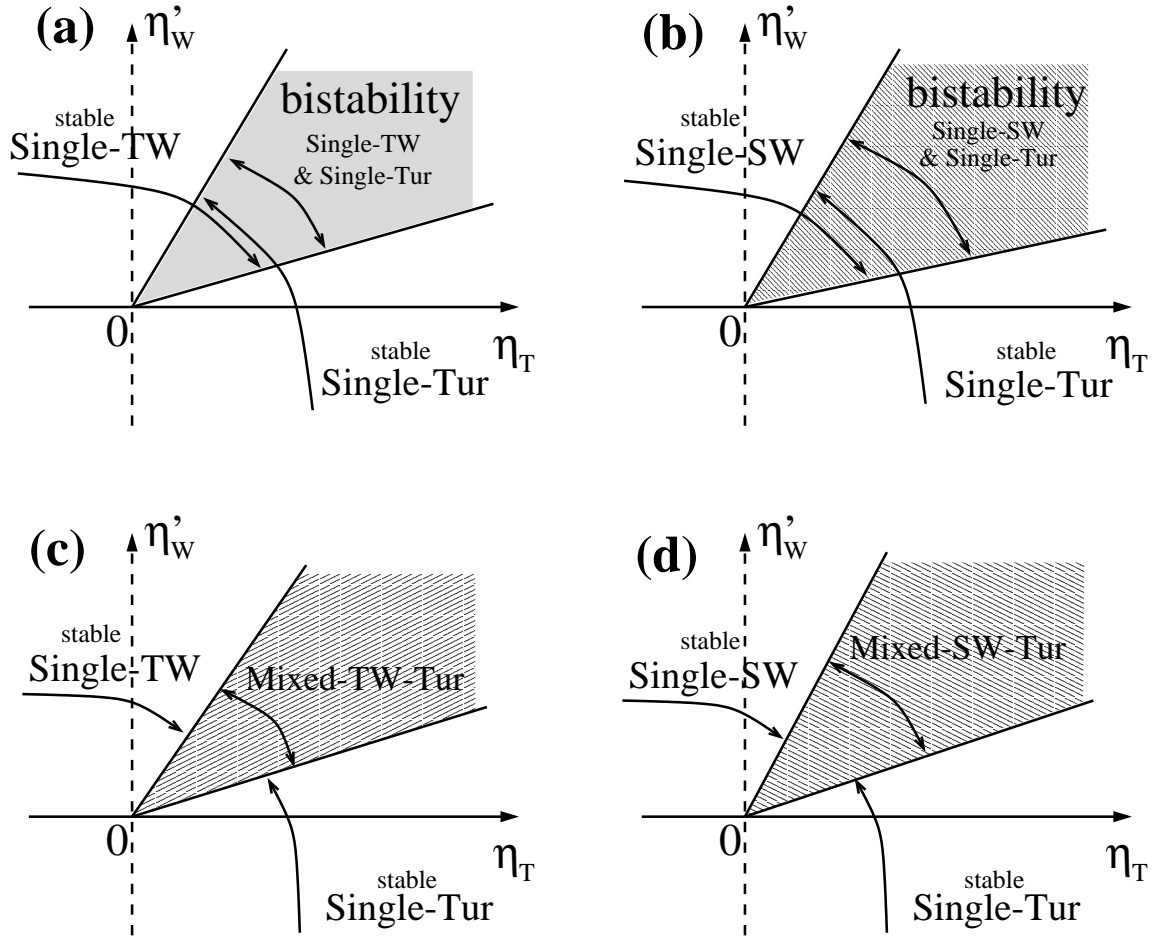 (a)
η'W
bistability
Single-TW
& Single-Tur
stable
Single-TW
0
ηT
stable
Single-Tur
(b)
η'W
bistability
Single-SW
& Single-Tur
stable
Single-SW
0
ηT
stable
Single-Tur
(c)
η'W
stable
Single-TW
Mixed-TW-Tur
0
ηT
stable
Single-Tur
(d)
η'W
stable
Single-SW
Mixed-SW-Tur
0
ηT
stable
Single-Tur